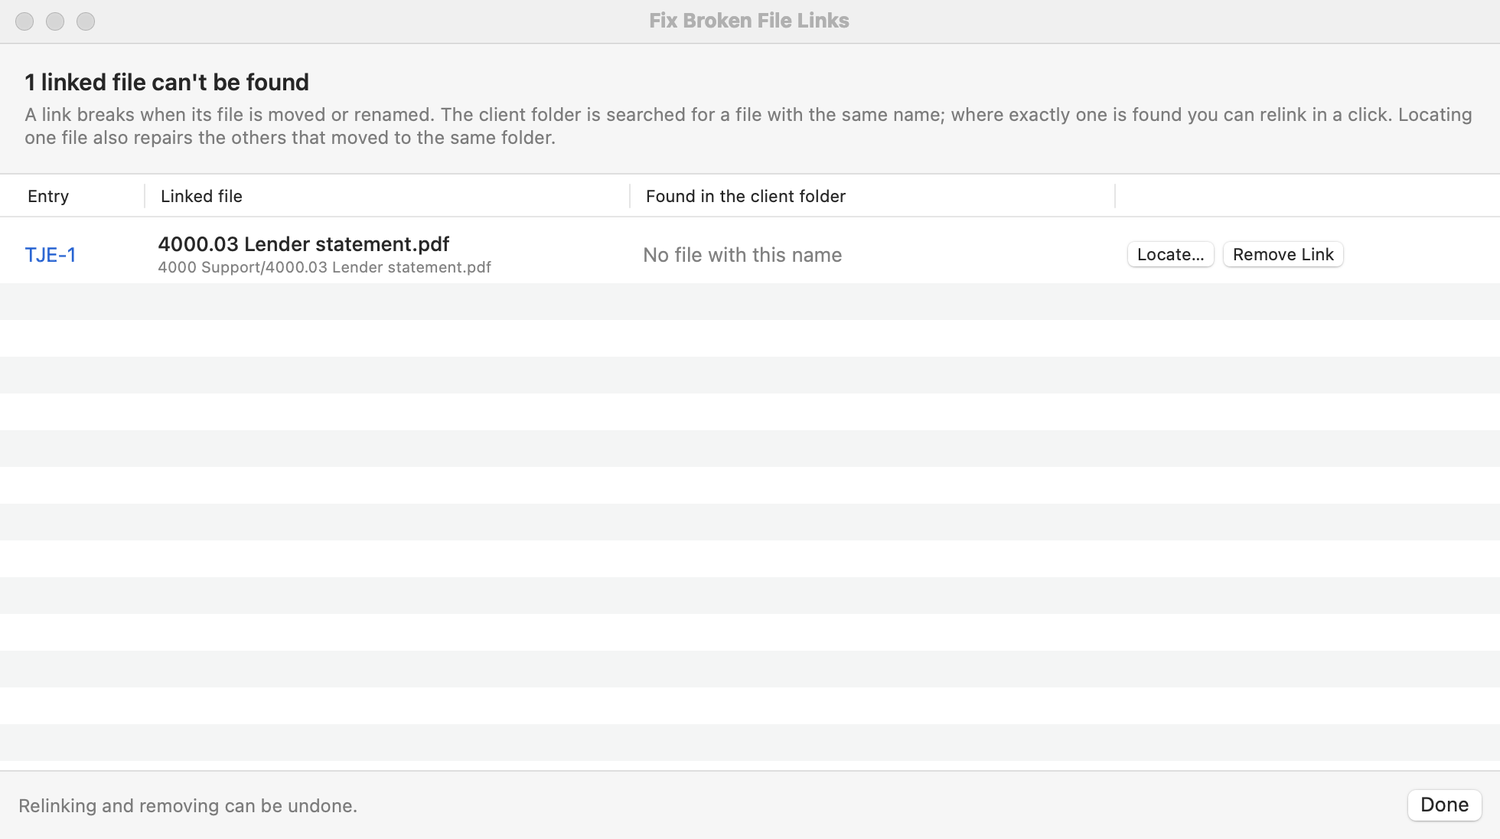 Fix Broken File Links
1 linked file can't be found
A link breaks when its file is moved or renamed. The client folder is searched for a file with the same name; where exactly one is found you can relink in a click. Locating
one file also repairs the others that moved to the same folder.
Entry
Linked file
Found in the client folder
TJE-1
4000.03 Lender statement.pdf
4000 Support/4000.03 Lender statement.pdf
No file with this name
Locate...
Remove Link
Relinking and removing can be undone.
Done